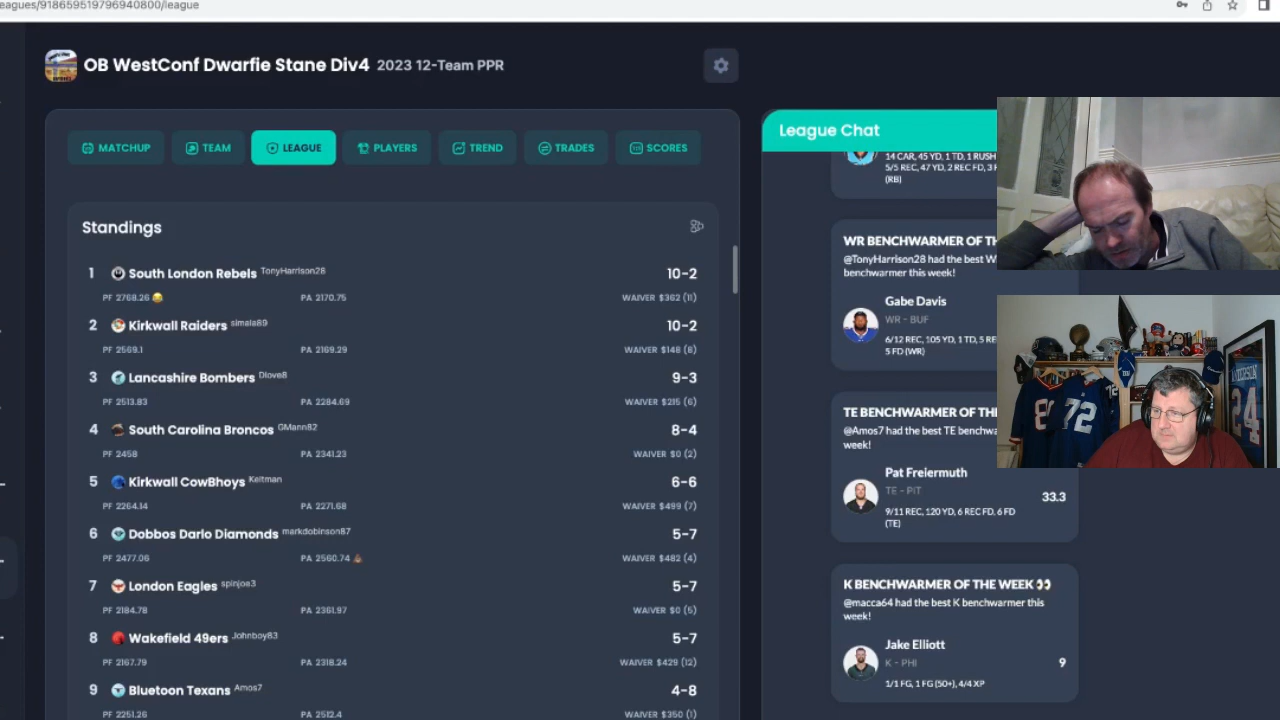 eagues/918659519796940800/league
OB WestConf Dwarfie Stane Div4 2023 12-Team PPR
MATCHUP TEAM LEAGUE PLAYERS TREND TRADES SCORES
Standings
1 South London Rebels TonyHarrison28 10-2
PF 2768.26 😂 PA 2170.75 WAIVER $362 (11)
2 Kirkwall Raiders simala89 10-2
PF 2569.1 PA 2169.29 WAIVER $148 (8)
3 Lancashire Bombers Dlove8 9-3
PF 2513.83 PA 2284.69 WAIVER $215 (6)
4 South Carolina Broncos GMann82 8-4
PF 2458 PA 2341.23 WAIVER $0 (2)
5 Kirkwall CowBhoys Keitman 6-6
PF 2264.14 PA 2271.68 WAIVER $499 (7)
6 Dobbos Darlo Diamonds markdobinson87 5-7
PF 2477.06 PA 2560.74 💩 WAIVER $482 (4)
7 London Eagles spinjoe3 5-7
PF 2184.78 PA 2361.97 WAIVER $0 (5)
8 Wakefield 49ers Johnboy83 5-7
PF 2167.79 PA 2318.24 WAIVER $429 (12)
9 Bluetoon Texans Amos7 4-8
PF 2251.26 PA 2512.4 WAIVER $350 (1)
League Chat
14 CAR, 45 YD, 1 TD, 1 RUSH
5/5 REC, 47 YD, 2 REC FD, 3
(RB)
WR BENCHWARMER OF TH
@TonyHarrison28 had the best W
benchwarmer this week!
Gabe Davis
WR - BUF
6/12 REC, 105 YD, 1 TD, 5 RE
5 FD (WR)
TE BENCHWARMER OF THE
@Amos7 had the best TE benchwa
week!
Pat Freiermuth
TE - PIT
33.3
9/11 REC, 120 YD, 6 REC FD, 6 FD
(TE)
K BENCHWARMER OF THE WEEK 👀
@macca64 had the best K benchwarmer this
week!
Jake Elliott
K - PHI
9
1/1 FG, 1 FG (50+), 4/4 XP
72
72
24